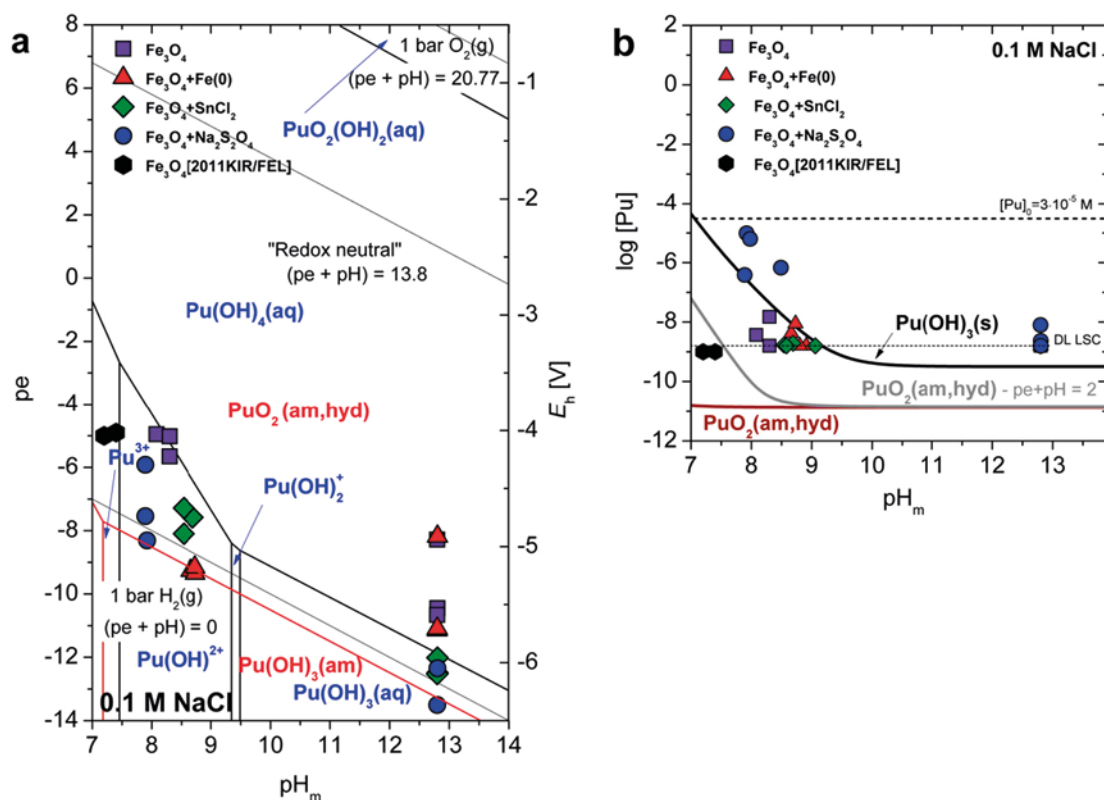 a
8
6
4
2
0
-2
-4
-6
-8
-10
-12
-14
pe
7 8 9 10 11 12 13 14
pHₘ
-1
-2
-3
-4
-5
-6
Eₕ [V]
Fe₃O₄
Fe₃O₄+Fe(0)
Fe₃O₄+SnCl₂
Fe₃O₄+Na₂S₂O₄
Fe₃O₄[2011KIR/FEL]
1 bar O₂(g)
(pe + pH) = 20.77
PuO₂(OH)₂(aq)
"Redox neutral"
(pe + pH) = 13.8
Pu(OH)₄(aq)
PuO₂(am,hyd)
Pu³⁺
Pu(OH)₂⁺
1 bar H₂(g)
(pe + pH) = 0
Pu(OH)²⁺
Pu(OH)₃(am)
Pu(OH)₃(aq)
0.1 M NaCl
b
2
0
-2
-4
-6
-8
-10
-12
log [Pu]
7 8 9 10 11 12 13
pHₘ
Fe₃O₄
Fe₃O₄+Fe(0)
Fe₃O₄+SnCl₂
Fe₃O₄+Na₂S₂O₄
Fe₃O₄[2011KIR/FEL]
0.1 M NaCl
[Pu]₀=3·10⁻⁵ M
Pu(OH)₃(s)
DL LSC
PuO₂(am,hyd) - pe+pH = 2
PuO₂(am,hyd)